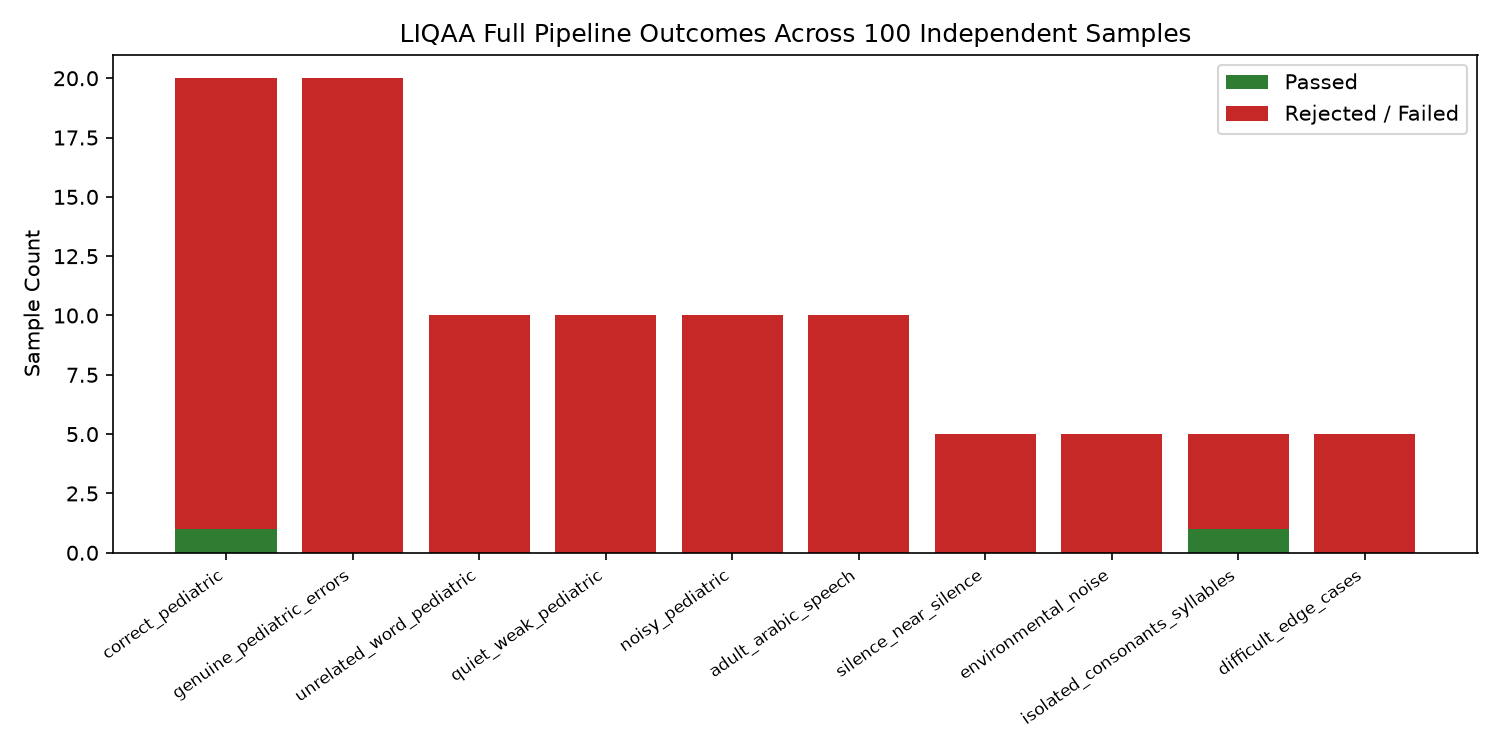 LIQAA Full Pipeline Outcomes Across 100 Independent Samples
Passed
Rejected / Failed
Sample Count
20.0
17.5
15.0
12.5
10.0
7.5
5.0
2.5
0.0
correct_pediatric
genuine_pediatric_errors
unrelated_word_pediatric
quiet_weak_pediatric
noisy_pediatric
adult_arabic_speech
silence_near_silence
environmental_noise
isolated_consonants_syllables
difficult_edge_cases